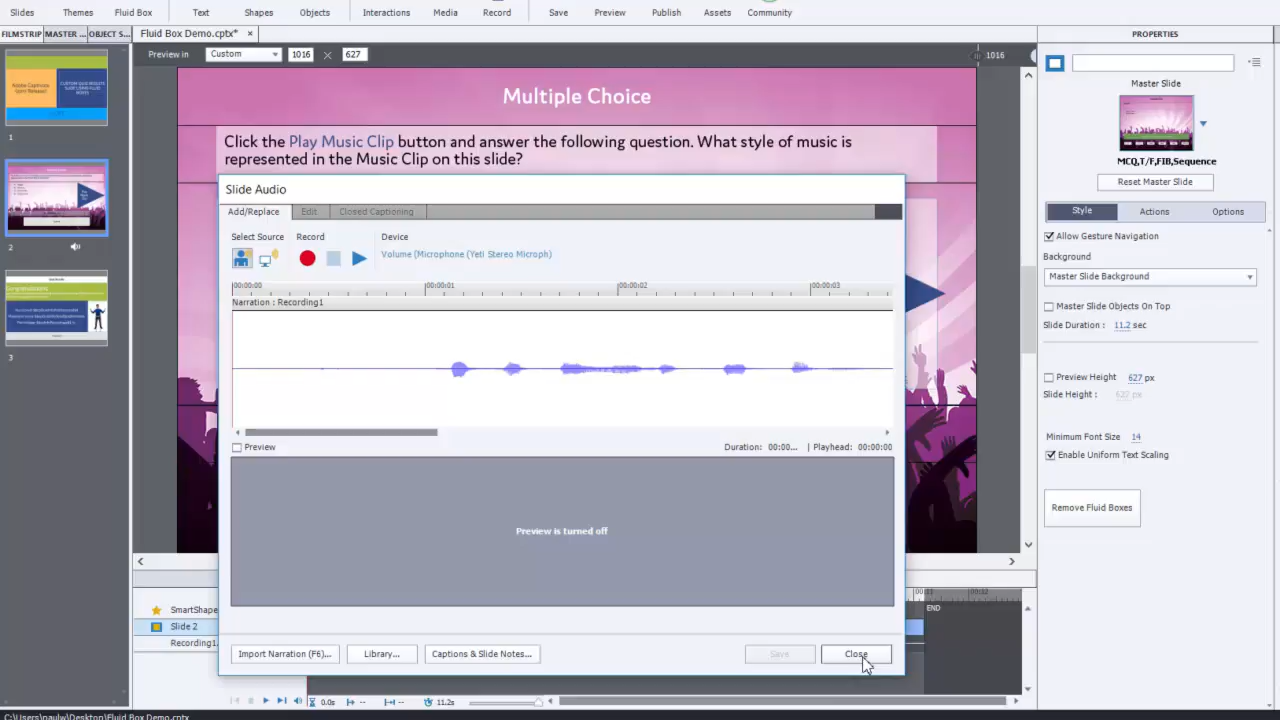 Slides Themes Fluid Box Text Shapes Objects Interactions Media Record Save Preview Publish Assets Community
FILMSTRIP MASTER ... OBJECT S... Fluid Box Demo.cptx* × PROPERTIES
Preview in Custom 1016 × 627 1016
Master Slide
Multiple Choice
Click the Play Music Clip button and answer the following question. What style of music is
represented in the Music Clip on this slide?
1
2
3
MCQ,T/F,FIB,Sequence
Reset Master Slide
Style Actions Options
Allow Gesture Navigation
Background
Master Slide Background
Master Slide Objects On Top
Slide Duration : 11.2 sec
Preview Height 627 px
Slide Height : 627 px
Minimum Font Size 14
Enable Uniform Text Scaling
Remove Fluid Boxes
Slide Audio
Add/Replace Edit Closed Captioning
Select Source Record Device
Volume (Microphone (Yeti Stereo Microph)
00:00:00 00:00:01 00:00:02 00:00:03
Narration : Recording1
Preview Duration: 00:00... | Playhead: 00:00:00
Preview is turned off
Import Narration (F6)... Library... Captions & Slide Notes... Save Close
SmartShape
Slide 2
Recording1.
END
0.0s 11.2s
C:\Users\paulw\Desktop\Fluid Box Demo.cptx